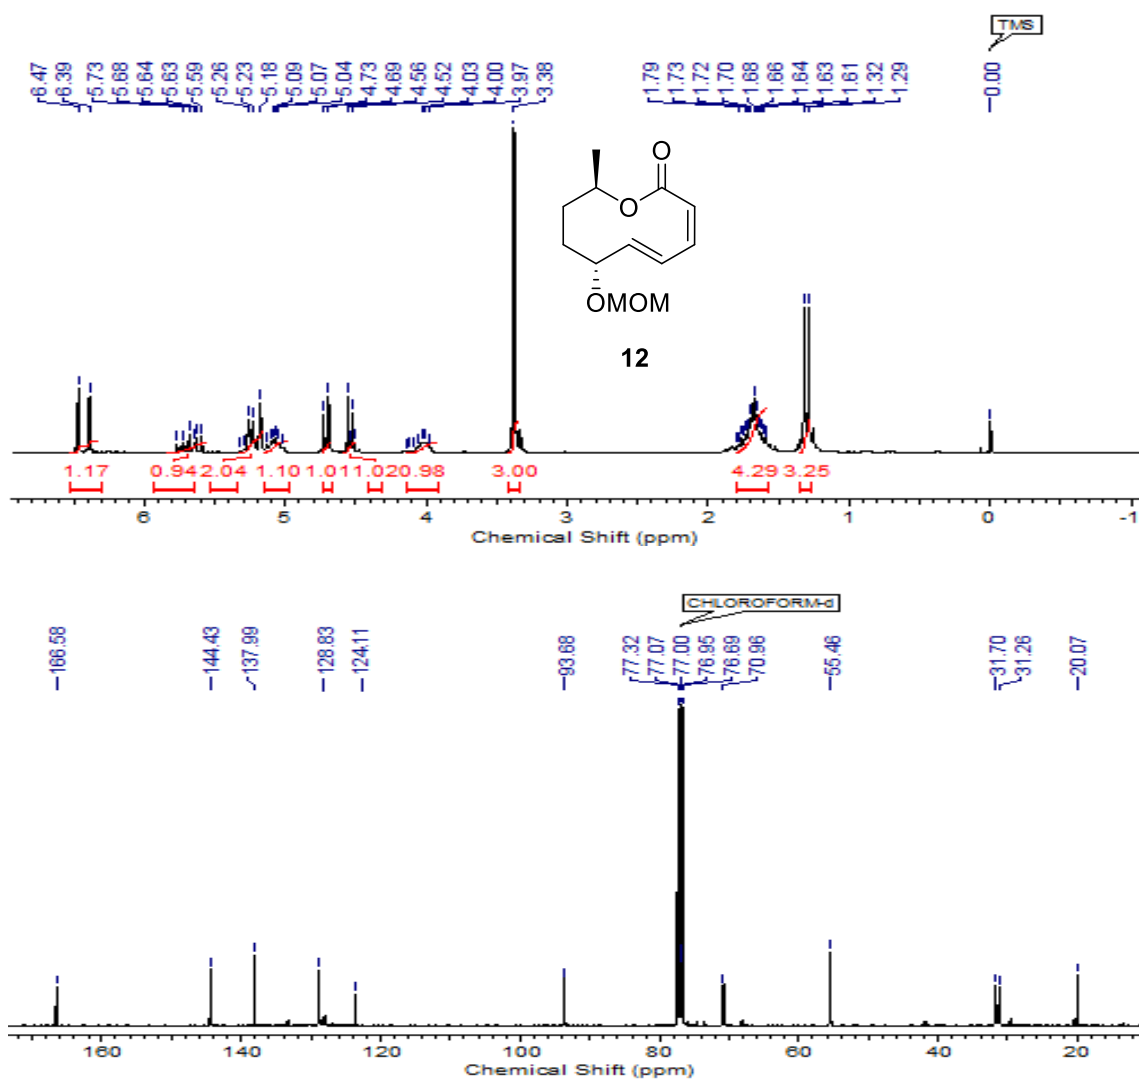 TMS
6.47 6.39 5.73 5.68 5.64 5.63 5.59 5.26 5.23 5.18 5.09 5.07 5.04 4.73 4.69 4.56 4.52 4.03 4.00 3.97 3.38 1.79 1.73 1.72 1.70 1.68 1.66 1.64 1.63 1.61 1.32 1.29 -0.00
O
O
OMOM
12
1.17 0.94 2.04 1.10 1.01 1.02 0.98 3.00 4.29 3.25
6 5 4 3 2 1 0 -1
Chemical Shift (ppm)
CHLOROFORM-d
166.58 144.43 137.99 128.83 124.11 93.68 77.32 77.07 77.00 76.95 76.69 70.96 55.46 31.70 31.26 20.07
160 140 120 100 80 60 40 20
Chemical Shift (ppm)